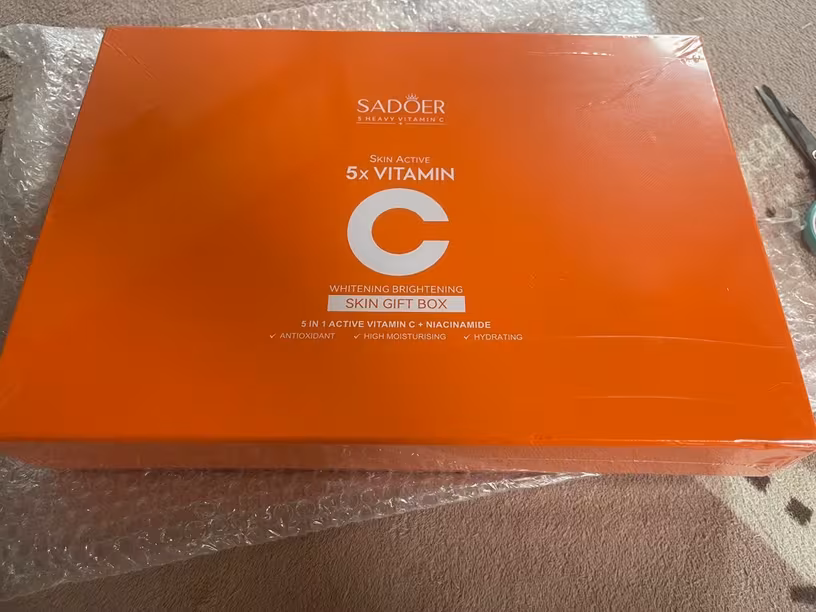 SADOER
5 HEAVY VITAMIN C
SKIN ACTIVE
5x VITAMIN
C
WHITENING BRIGHTENING
SKIN GIFT BOX
5 IN 1 ACTIVE VITAMIN C + NIACINAMIDE
✓ ANTIOXIDANT ✓ HIGH MOISTURISING ✓ HYDRATING